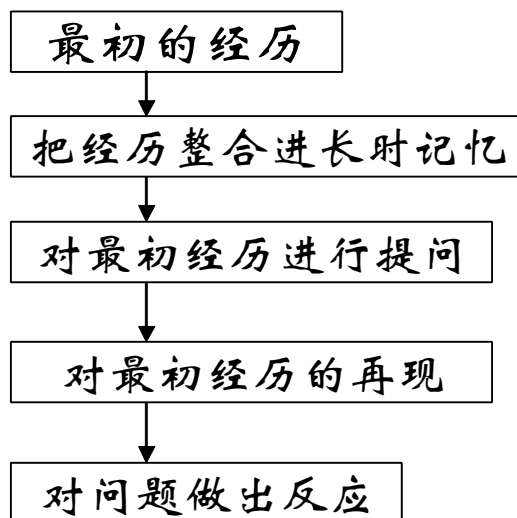 最初的经历
把经历整合进长时记忆
对最初经历进行提问
对最初经历的再现
对问题做出反应